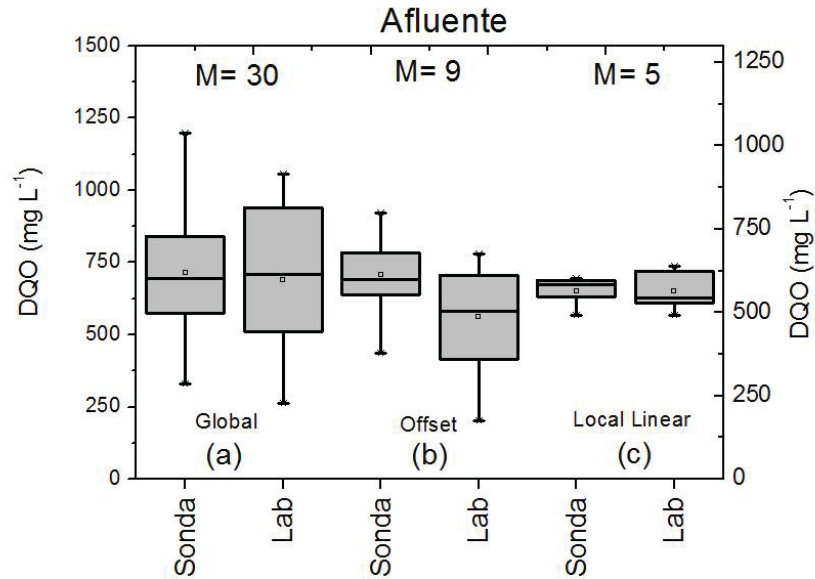 Afluente
M= 30
M= 9
M= 5
DQO (mg L⁻¹)
1500
1250
1000
750
500
250
0
1250
1000
750
500
250
0
DQO (mg L⁻¹)
Global
Offset
Local Linear
(a)
(b)
(c)
Sonda
Lab
Sonda
Lab
Sonda
Lab